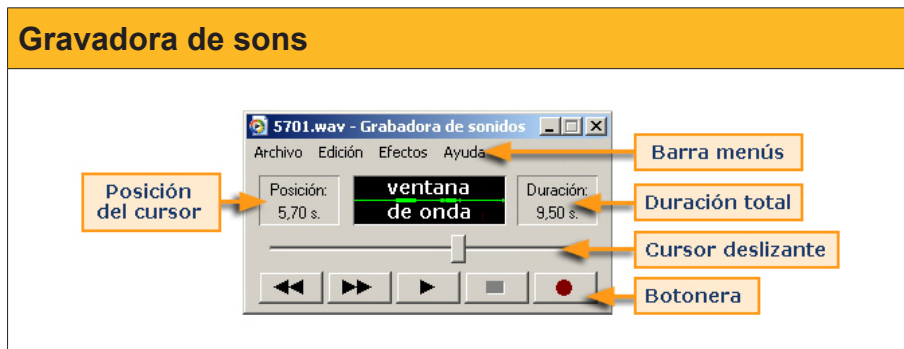 Gravadora de sons
5701.wav - Grabadora de sonidos
Archivo Edición Efectos Ayuda
Barra menús
Posición
del cursor
Posición:
5,70 s.
ventana
de onda
Duración:
9,50 s.
Duración total
Cursor deslizante
Botonera